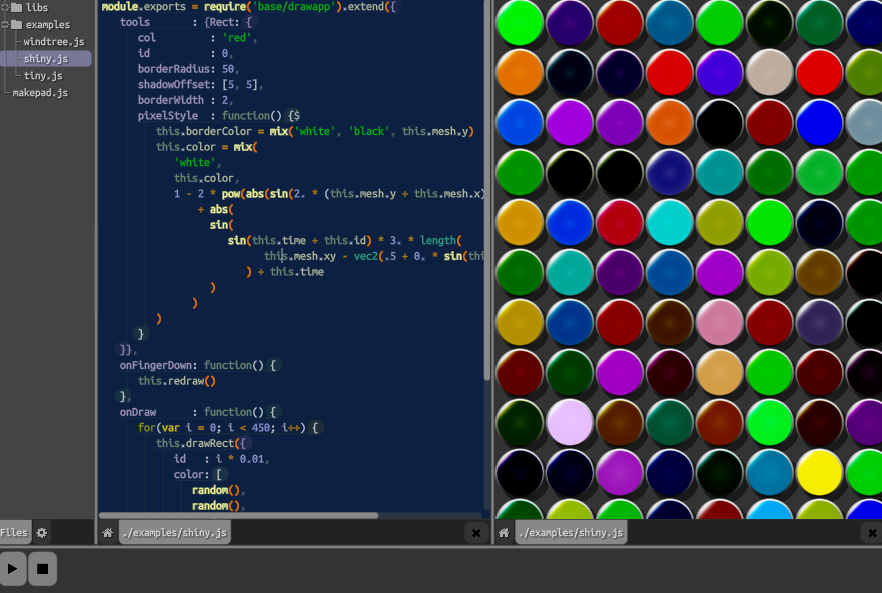 libs
examples
windtree.js
shiny.js
tiny.js
makepad.js
module.exports = require('base/drawapp').extend({
tools : {Rect: {
col : 'red',
id : 0,
borderRadius: 50,
shadowOffset: [5, 5],
borderWidth : 2,
pixelStyle : function() {$
this.borderColor = mix('white', 'black', this.mesh.y)
this.color = mix(
'white',
this.color,
1 - 2 * pow(abs(sin(2. * (this.mesh.y + this.mesh.x)
+ abs(
sin(
sin(this.time + this.id) * 3. * length(
this.mesh.xy - vec2(.5 + 0. * sin(thi
) + this.time
)
)
)
}
}},
onFingerDown: function() {
this.redraw()
},
onDraw : function() {
for(var i = 0; i < 450; i++) {
this.drawRect({
id : i * 0.01,
color: [
random(),
random(),
Files
./examples/shiny.js
./examples/shiny.js